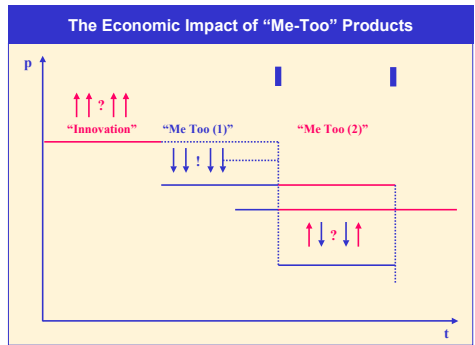 The Economic Impact of “Me-Too” Products
p
?
“Innovation” “Me Too (1)” “Me Too (2)”
!
?
t